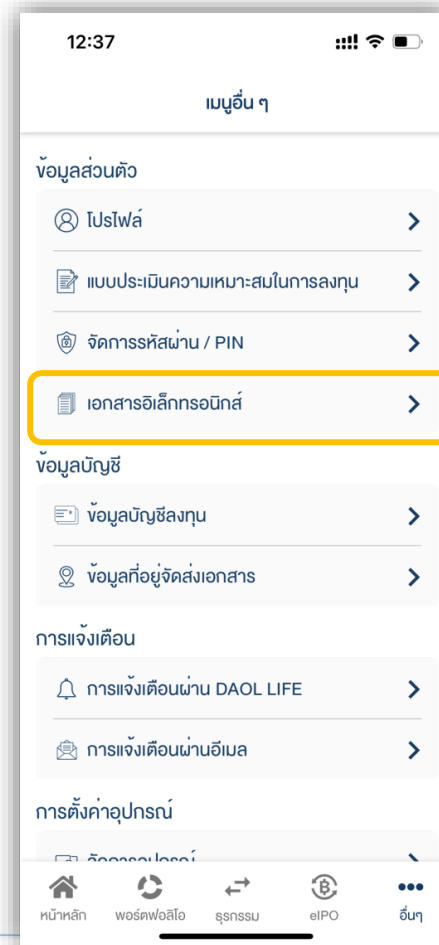 12:37
เมนูอื่น ๆ
ข้อมูลส่วนตัว
โปรไฟล์
แบบประเมินความเหมาะสมในการลงทุน
จัดการรหัสผ่าน / PIN
เอกสารอิเล็กทรอนิกส์
ข้อมูลบัญชี
ข้อมูลบัญชีลงทุน
ข้อมูลที่อยู่จัดส่งเอกสาร
การแจ้งเตือน
การแจ้งเตือนผ่าน DAOL LIFE
การแจ้งเตือนผ่านอีเมล
การตั้งค่าอุปกรณ์
จัดการอุปกรณ์
หน้าหลัก พอร์ตฟอลิโอ ธุรกรรม eIPO อื่นๆ